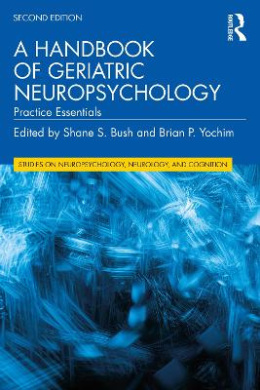 SECOND EDITION
Routledge
A HANDBOOK
OF GERIATRIC
NEUROPSYCHOLOGY
Practice Essentials
Edited by Shane S. Bush and Brian P. Yochim
STUDIES ON NEUROPSYCHOLOGY, NEUROLOGY, AND COGNITION